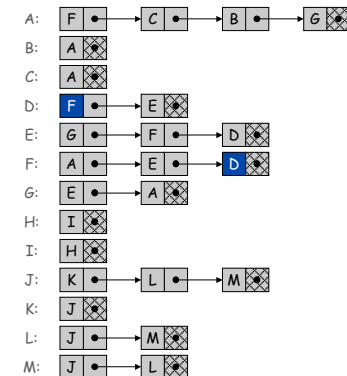 A: F C B G
B: A
C: A
D: F E
E: G F D
F: A E D
G: E A
H: I
I: H
J: K L M
K: J
L: J M
M: J L